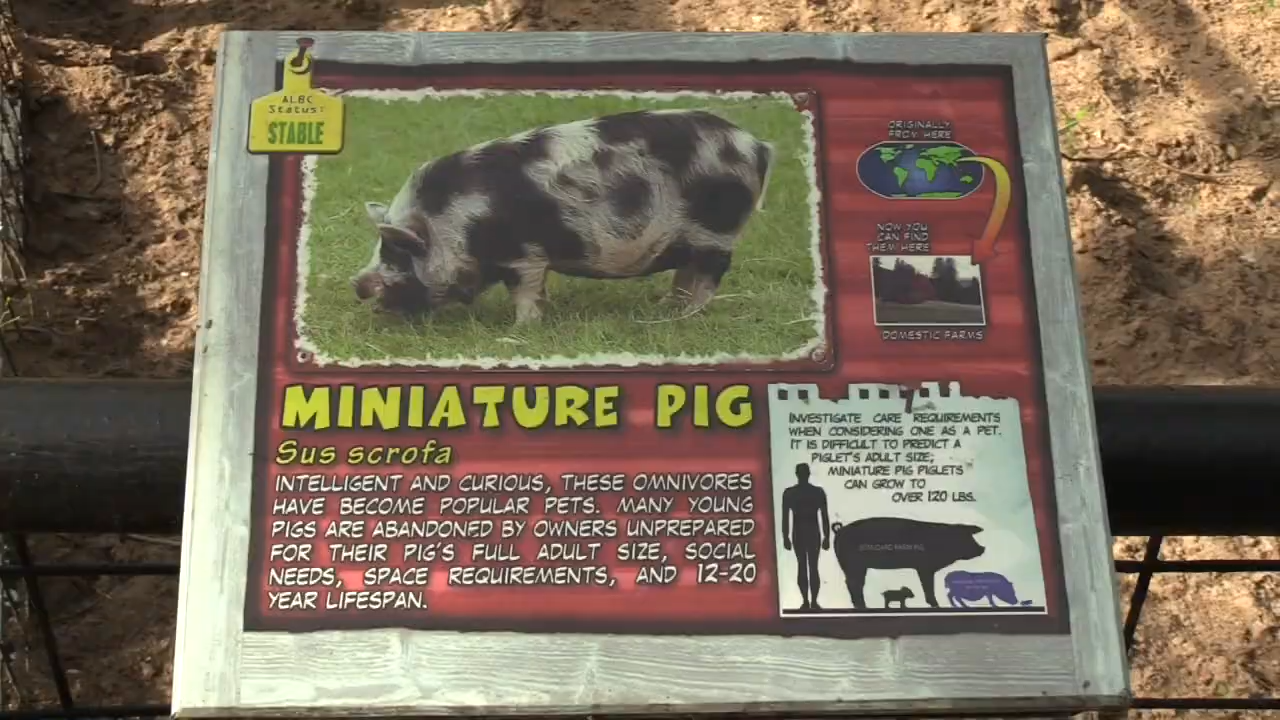 ALBC
Status:
STABLE
ORIGINALLY
FROM HERE
NOW YOU
CAN FIND
THEM HERE
DOMESTIC FARMS
MINIATURE PIG
Sus scrofa
INTELLIGENT AND CURIOUS, THESE OMNIVORES
HAVE BECOME POPULAR PETS. MANY YOUNG
PIGS ARE ABANDONED BY OWNERS UNPREPARED
FOR THEIR PIG'S FULL ADULT SIZE, SOCIAL
NEEDS, SPACE REQUIREMENTS, AND 12-20
YEAR LIFESPAN.
INVESTIGATE CARE REQUIREMENTS
WHEN CONSIDERING ONE AS A PET.
IT IS DIFFICULT TO PREDICT A
PIGLET'S ADULT SIZE;
MINIATURE PIG PIGLETS
CAN GROW TO
OVER 120 LBS.
STANDARD FARM PIG